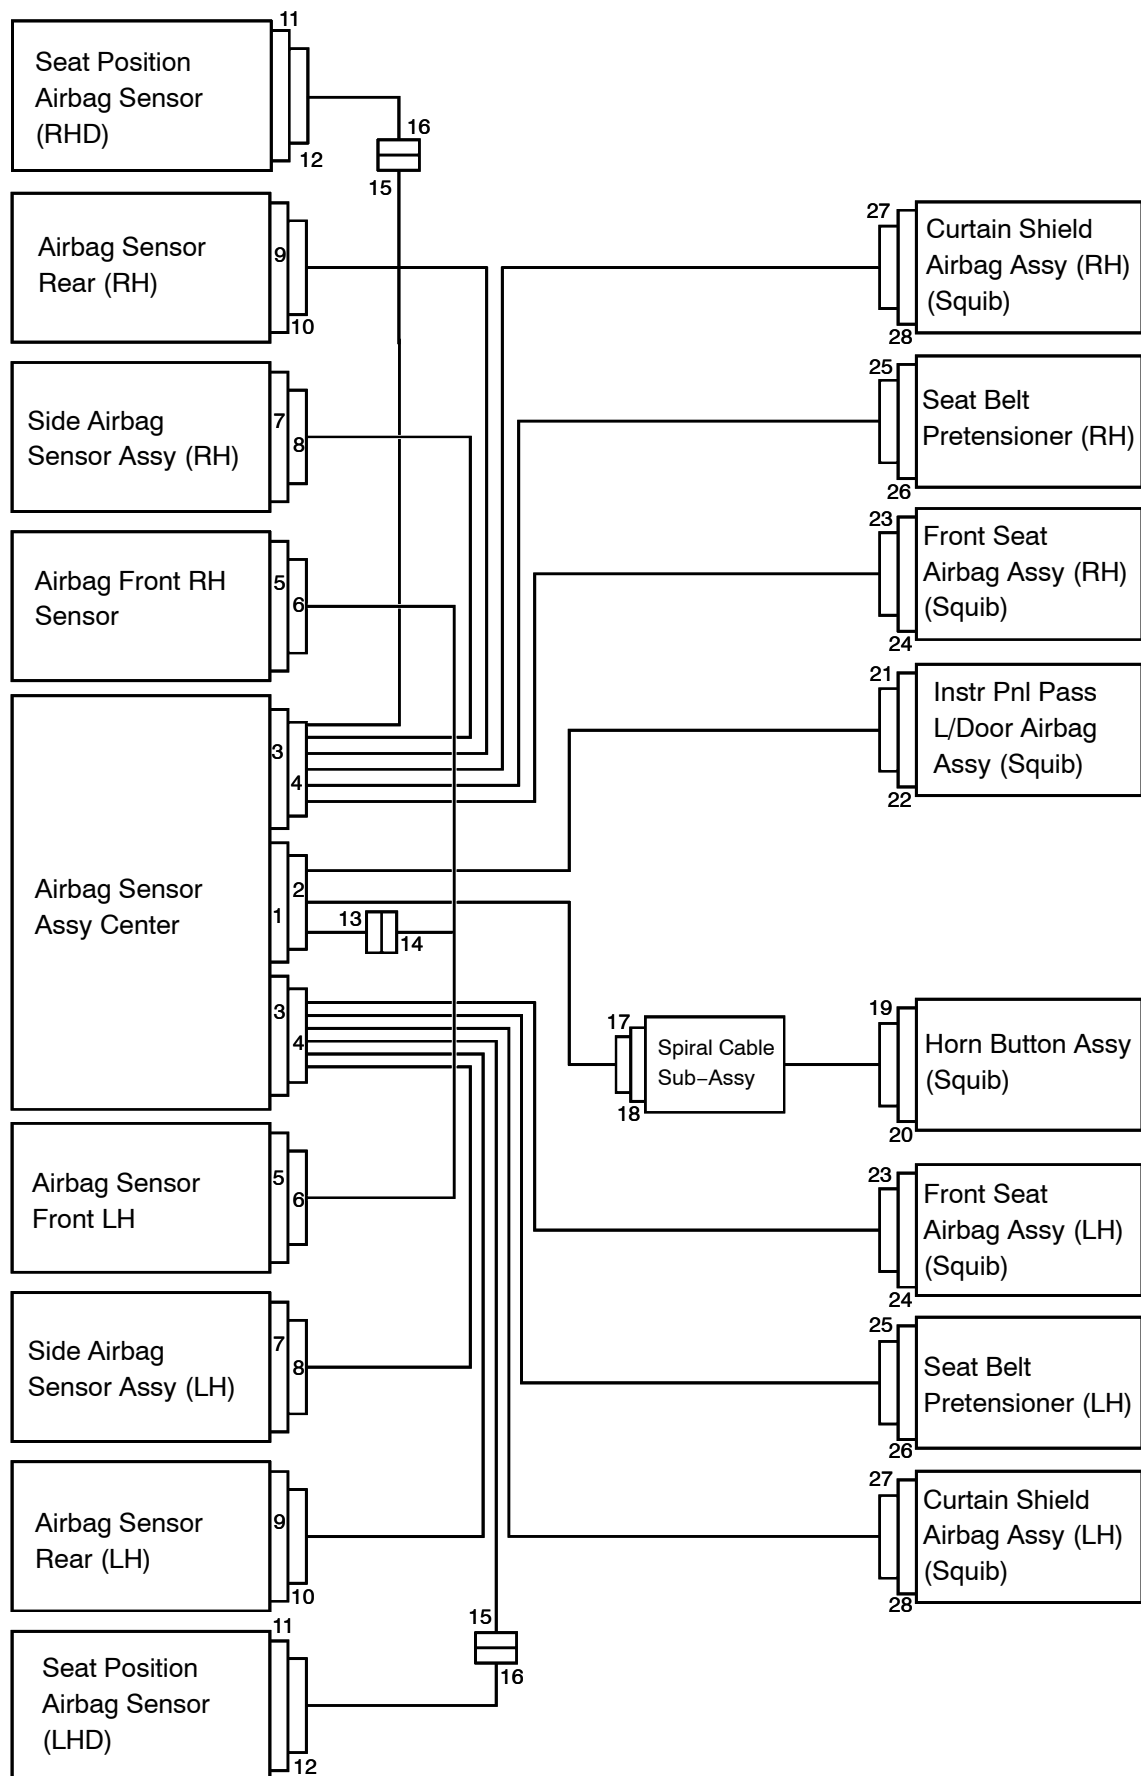 11
Seat Position
Airbag Sensor
(RHD)
12
16
15
Airbag Sensor
Rear (RH)
9
10
Side Airbag
Sensor Assy (RH)
7
8
Airbag Front RH
Sensor
5
6
Airbag Sensor
Assy Center
3
4
1
2
13
14
3
4
Airbag Sensor
Front LH
5
6
Side Airbag
Sensor Assy (LH)
7
8
Airbag Sensor
Rear (LH)
9
10
11
Seat Position
Airbag Sensor
(LHD)
12
15
16
27
Curtain Shield
Airbag Assy (RH)
(Squib)
28
25
Seat Belt
Pretensioner (RH)
26
23
Front Seat
Airbag Assy (RH)
(Squib)
24
21
Instr Pnl Pass
L/Door Airbag
Assy (Squib)
22
17
Spiral Cable
Sub−Assy
18
19
Horn Button Assy
(Squib)
20
23
Front Seat
Airbag Assy (LH)
(Squib)
24
25
Seat Belt
Pretensioner (LH)
26
27
Curtain Shield
Airbag Assy (LH)
(Squib)
28